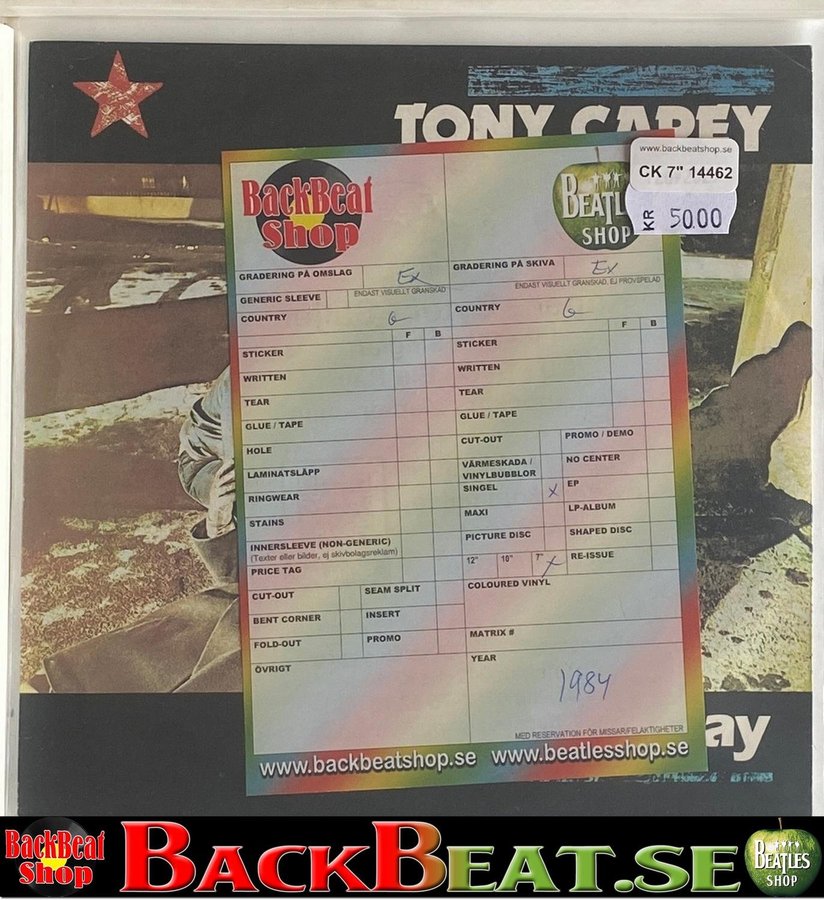 TONY CAREY
www.backbeatshop.se
CK 7" 14462
KR 50.00
BACKBEAT
Shop
BEATL
SHOP
GRADERING PÅ OMSLAG Ex
ENDAST VISUELLT GRANSKAD
GRADERING PÅ SKIVA Ex
ENDAST VISUELLT GRANSKAD, EJ PROVSPELAD
GENERIC SLEEVE
COUNTRY G
F B
STICKER
WRITTEN
TEAR
GLUE / TAPE
HOLE
LAMINATSLÄPP
RINGWEAR
STAINS
INNERSLEEVE (NON-GENERIC)
(Texter eller bilder, ej skivbolagsreklam)
PRICE TAG
CUT-OUT
SEAM SPLIT
BENT CORNER
INSERT
FOLD-OUT
PROMO
ÖVRIGT
COUNTRY G
F B
STICKER
WRITTEN
TEAR
GLUE / TAPE
CUT-OUT
PROMO / DEMO
VÄRMESKADA /
VINYLBUBBLOR
NO CENTER
SINGEL X
EP
MAXI
LP-ALBUM
PICTURE DISC
SHAPED DISC
12" 10" 7" X
RE-ISSUE
COLOURED VINYL
MATRIX #
YEAR
1984
MED RESERVATION FÖR MISSAR/FELAKTIGHETER
www.backbeatshop.se www.beatlesshop.se
ay
BACKBEAT
Shop
BACKBEAT.SE
BEATLES
SHOP